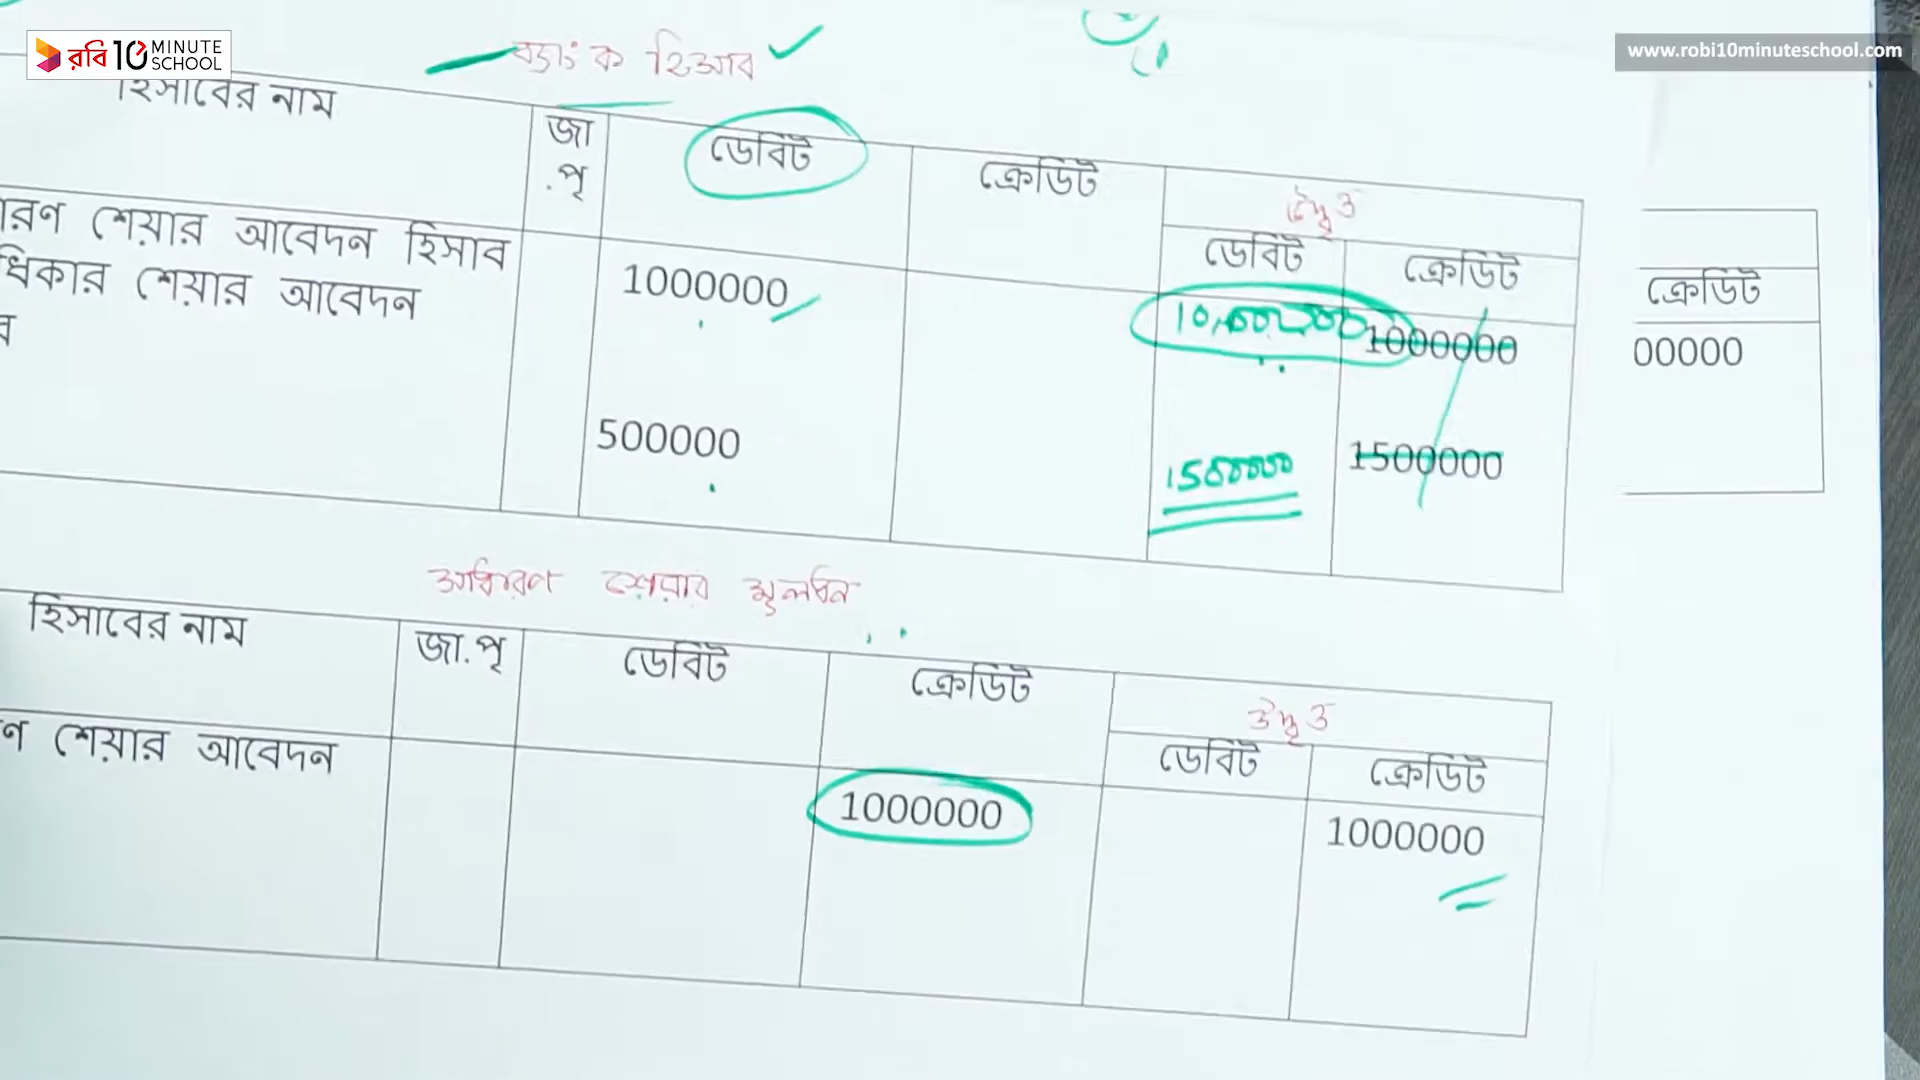 রবি 10 MINUTE SCHOOL
www.robi10minuteschool.com
ব্যাংক হিসাব
হিসাবের নাম
জা.পৃ
ডেবিট
ক্রেডিট
উদ্বৃত্ত
ডেবিট
ক্রেডিট
ক্রেডিট
রণ শেয়ার আবেদন হিসাব
ধিকার শেয়ার আবেদন
1000000
1000000
00000
500000
1500000
1500000
সাধারণ শেয়ার মূলধন
হিসাবের নাম
জা.পৃ
ডেবিট
ক্রেডিট
উদ্বৃত্ত
ডেবিট
ক্রেডিট
ণ শেয়ার আবেদন
1000000
1000000